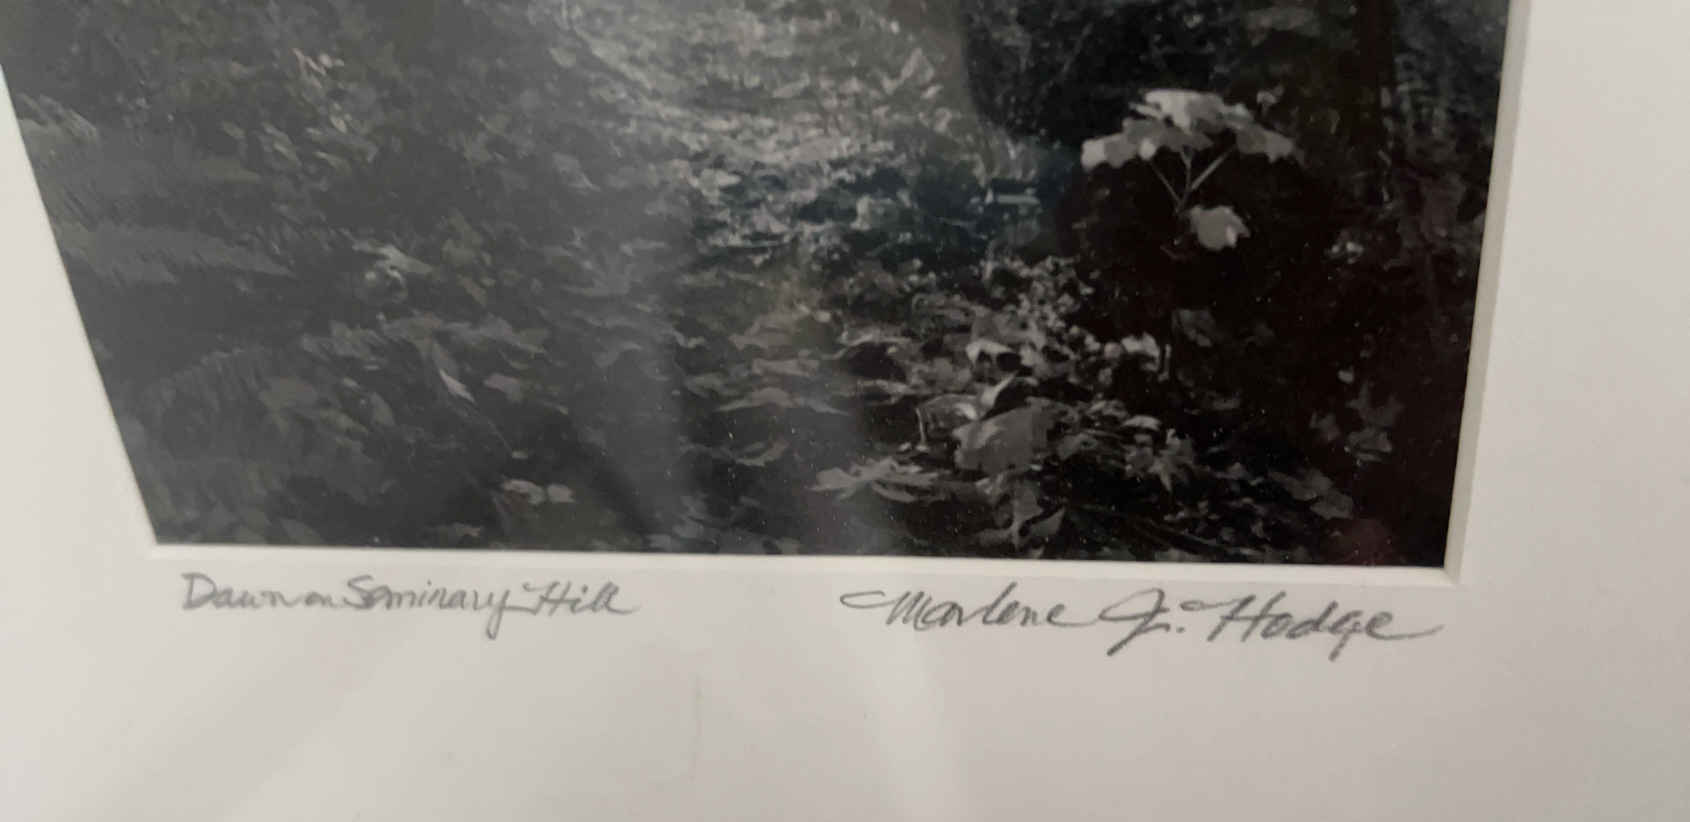 Dawn on Seminary Hill
Marlene J. Hodge